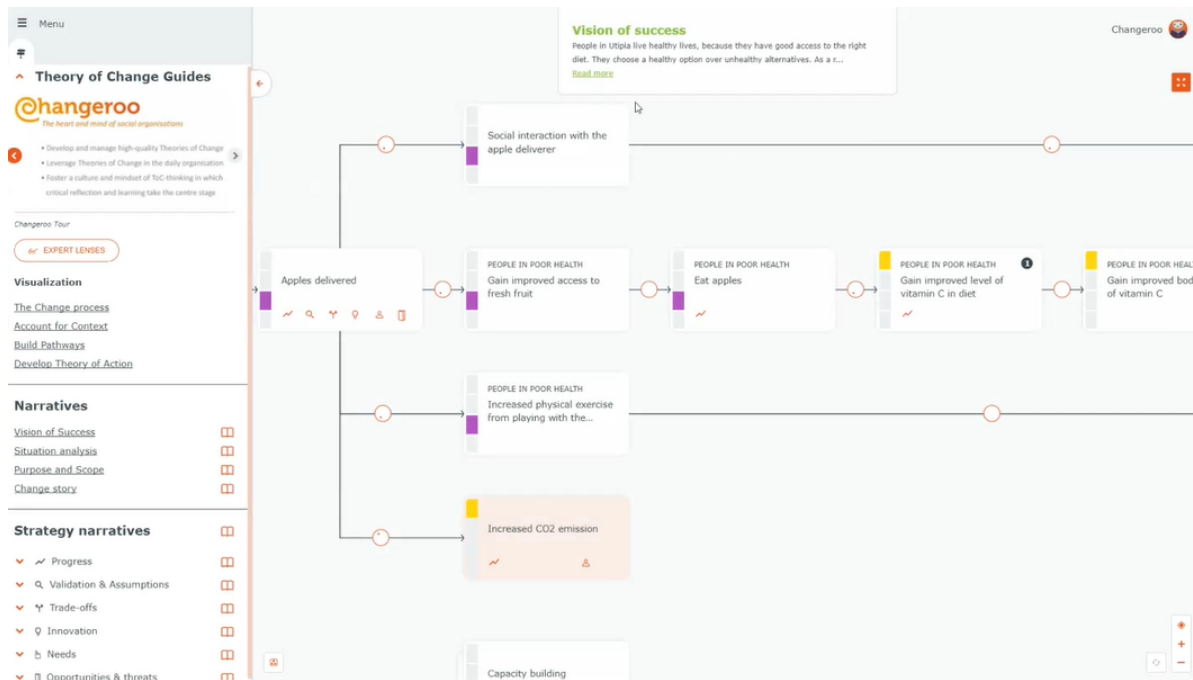 Menu
Theory of Change Guides
Changeroo
The heart and mind of social organisations
• Develop and manage high-quality Theories of Change
• Leverage Theories of Change in the daily organisation
• Foster a culture and mindset of ToC-thinking in which
critical reflection and learning take the centre stage
Changeroo Tour
EXPERT LENSES
Visualization
The Change process
Account for Context
Build Pathways
Develop Theory of Action
Narratives
Vision of Success
Situation analysis
Purpose and Scope
Change story
Strategy narratives
Progress
Validation & Assumptions
Trade-offs
Innovation
Needs
Opportunities & threats
Vision of success
People in Utipia live healthy lives, because they have good access to the right
diet. They choose a healthy option over unhealthy alternatives. As a r...
Read more
Changeroo
Social interaction with the
apple deliverer
Apples delivered
PEOPLE IN POOR HEALTH
Gain improved access to
fresh fruit
PEOPLE IN POOR HEALTH
Eat apples
PEOPLE IN POOR HEALTH
1
Gain improved level of
vitamin C in diet
PEOPLE IN POOR HEAL
Gain improved bod
of vitamin C
PEOPLE IN POOR HEALTH
Increased physical exercise
from playing with the...
Increased CO2 emission
Capacity building